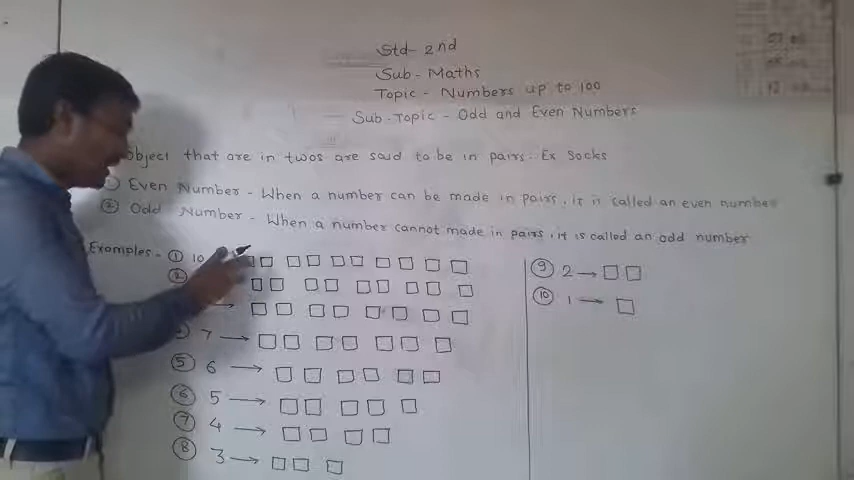 Std- 2nd
Sub- Maths
Topic - Numbers up to 100
Sub-Topic - Odd and Even Numbers
object that are in twos are said to be in pairs.. Ex Socks
① Even Number - When a number can be made in pairs, it is called an even number
② Odd Number - When a number cannot made in pairs, it is called an odd number
Examples - ① 10
②
7 →
⑤ 6 →
⑥ 5 →
⑦ 4 →
⑧ 3 →
⑨ 2 →
⑩ 1 →